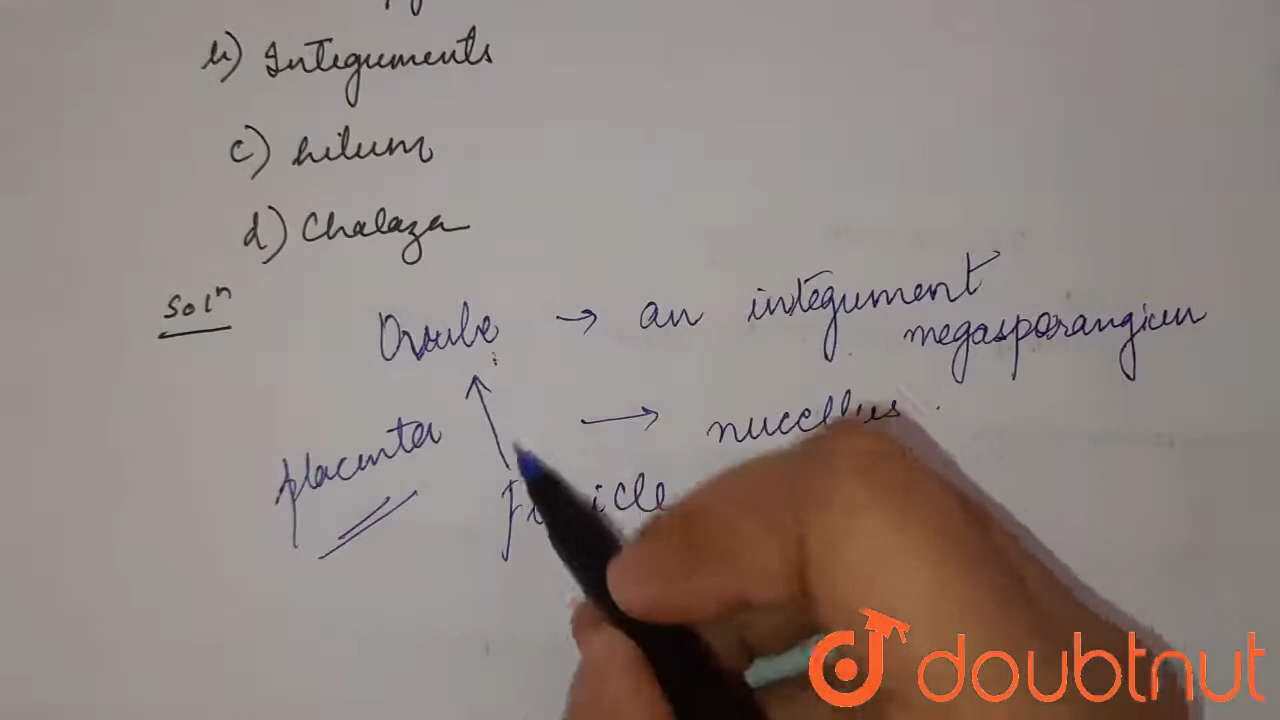 b) Integuments
c) hilum
d) Chalaza
Solⁿ
Ovule → an integument
megasporangium
placenta → nucellus
doubtnut